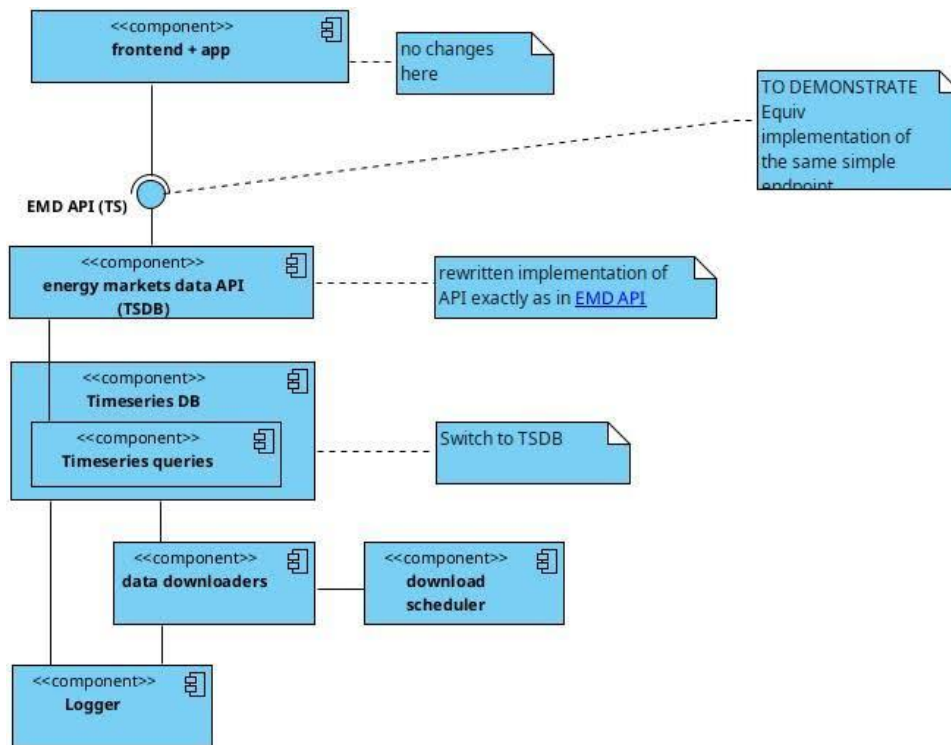 <<component>>
frontend + app
no changes
here
TO DEMONSTRATE
Equiv
implementation of
the same simple
endpoint
EMD API (TS)
<<component>>
energy markets data API
(TSDB)
rewritten implementation of
API exactly as in EMD API
<<component>>
Timeseries DB
<<component>>
Timeseries queries
Switch to TSDB
<<component>>
data downloaders
<<component>>
download
scheduler
<<component>>
Logger